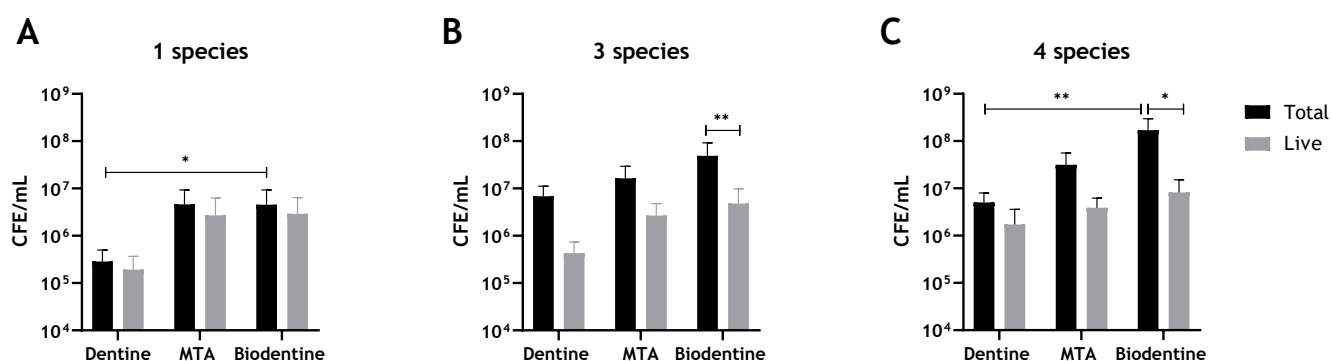 A
1 species
CFE/mL
10⁹
10⁸
10⁷
10⁶
10⁵
10⁴
*
Dentine MTA Biodentine
B
3 species
CFE/mL
10⁹
10⁸
10⁷
10⁶
10⁵
10⁴
**
Dentine MTA Biodentine
C
4 species
CFE/mL
10⁹
10⁸
10⁷
10⁶
10⁵
10⁴
** *
Dentine MTA Biodentine
Total
Live